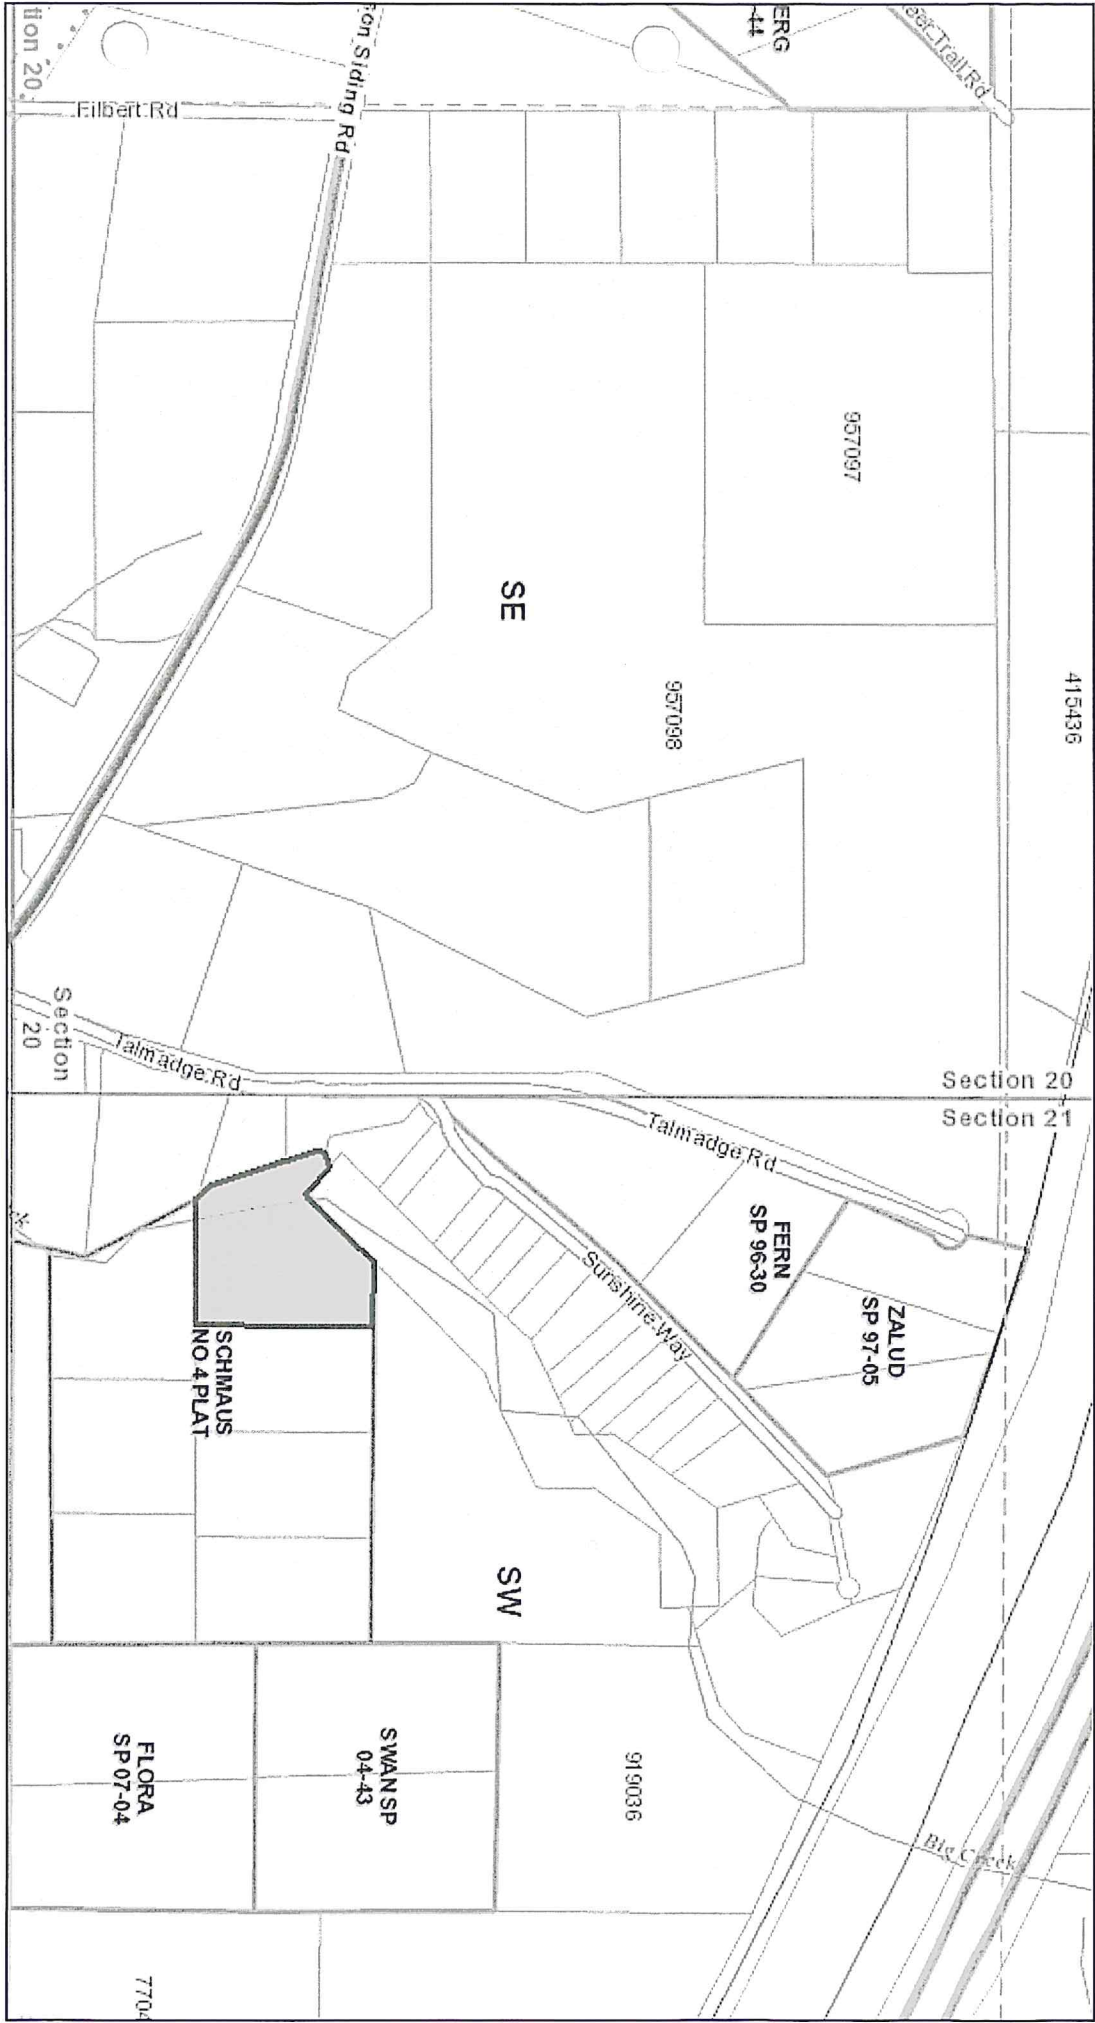 ERG
-44
Trail Rd
Siding Rd
tion 20
Filbert Rd
957097
SE
415436
957098
Section 20
Section
20
Talmadge Rd
Section 21
Talmadge Rd
FERN
SP 96-30
ZALUD
SP 97-05
Sunshine Way
SCHMAUS
NO.4 PLAT
SW
FLORA
SP 07-04
SWAN SP
04-43
919036
Big Creek
7704